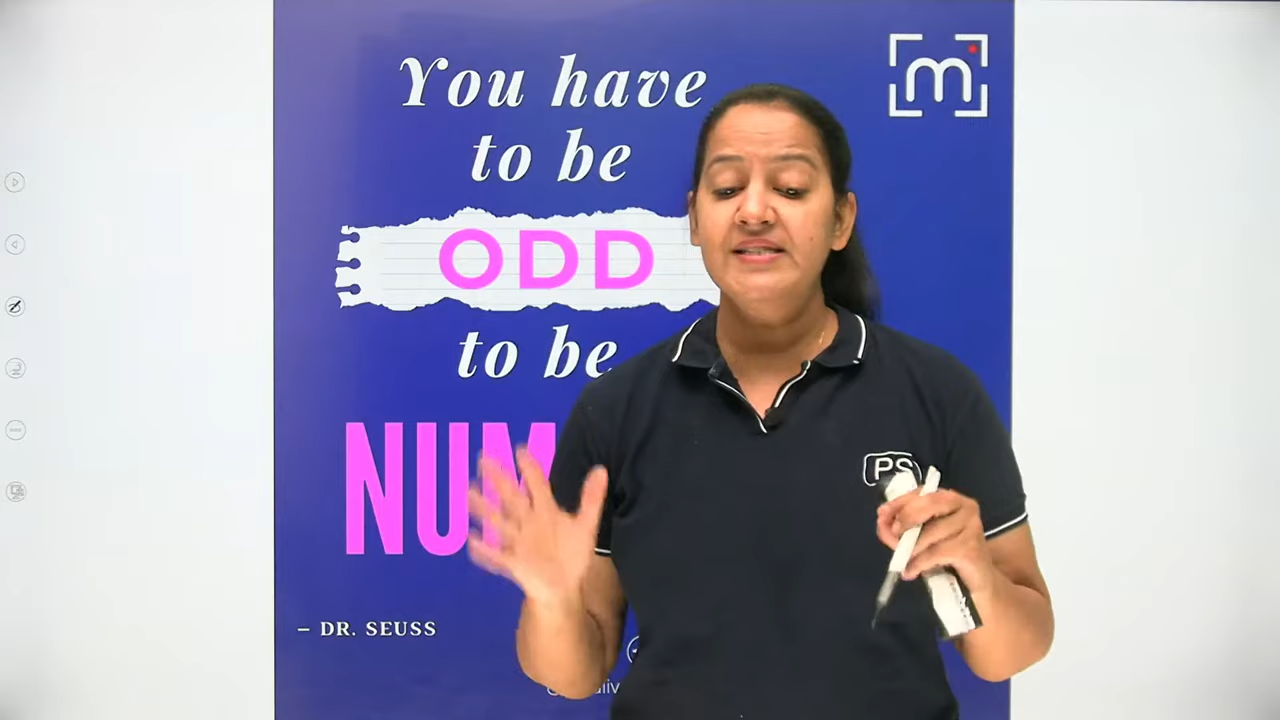 You have
to be
ODD
to be
NUM
– DR. SEUSS
m
PS